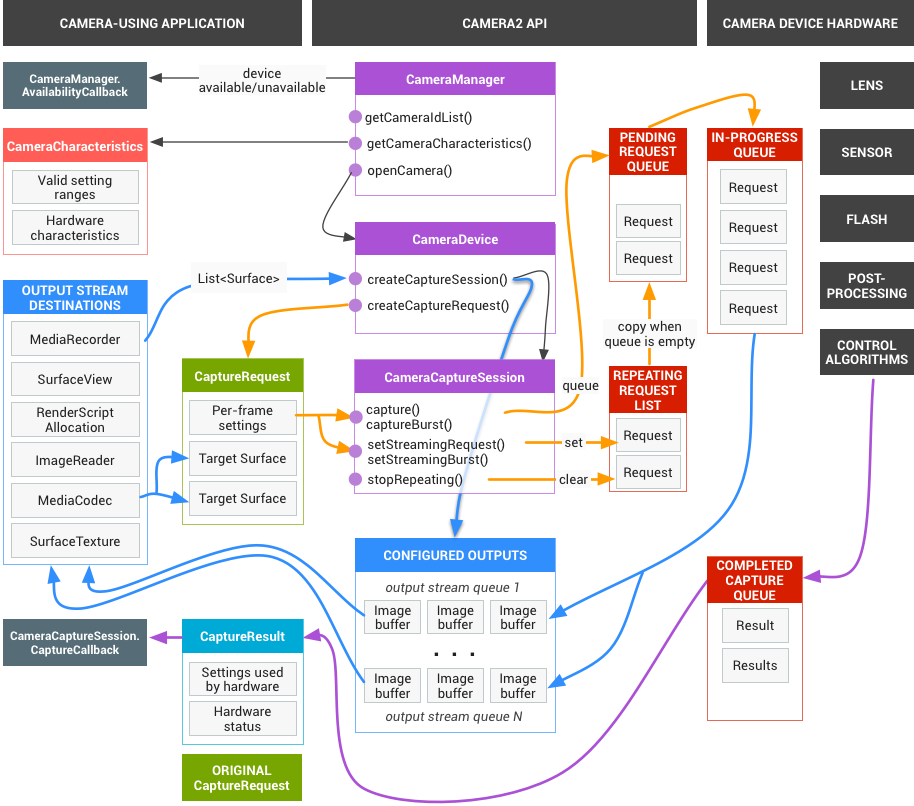 CAMERA-USING APPLICATION
CAMERA2 API
CAMERA DEVICE HARDWARE
CameraManager.
AvailabilityCallback
device
available/unavailable
CameraManager
getCameraIdList()
getCameraCharacteristics()
openCamera()
CameraCharacteristics
Valid setting
ranges
Hardware
characteristics
CameraDevice
createCaptureSession()
createCaptureRequest()
List<Surface>
OUTPUT STREAM
DESTINATIONS
MediaRecorder
SurfaceView
RenderScript
Allocation
ImageReader
MediaCodec
SurfaceTexture
CaptureRequest
Per-frame
settings
Target Surface
Target Surface
CameraCaptureSession
capture()
captureBurst()
setStreamingRequest()
setStreamingBurst()
stopRepeating()
queue
set
clear
PENDING
REQUEST
QUEUE
Request
Request
copy when
queue is empty
REPEATING
REQUEST
LIST
Request
Request
IN-PROGRESS
QUEUE
Request
Request
Request
Request
LENS
SENSOR
FLASH
POST-
PROCESSING
CONTROL
ALGORITHMS
CONFIGURED OUTPUTS
output stream queue 1
Image
buffer
Image
buffer
Image
buffer
. . .
Image
buffer
Image
buffer
Image
buffer
output stream queue N
COMPLETED
CAPTURE
QUEUE
Result
Results
CameraCaptureSession.
CaptureCallback
CaptureResult
Settings used
by hardware
Hardware
status
ORIGINAL
CaptureRequest